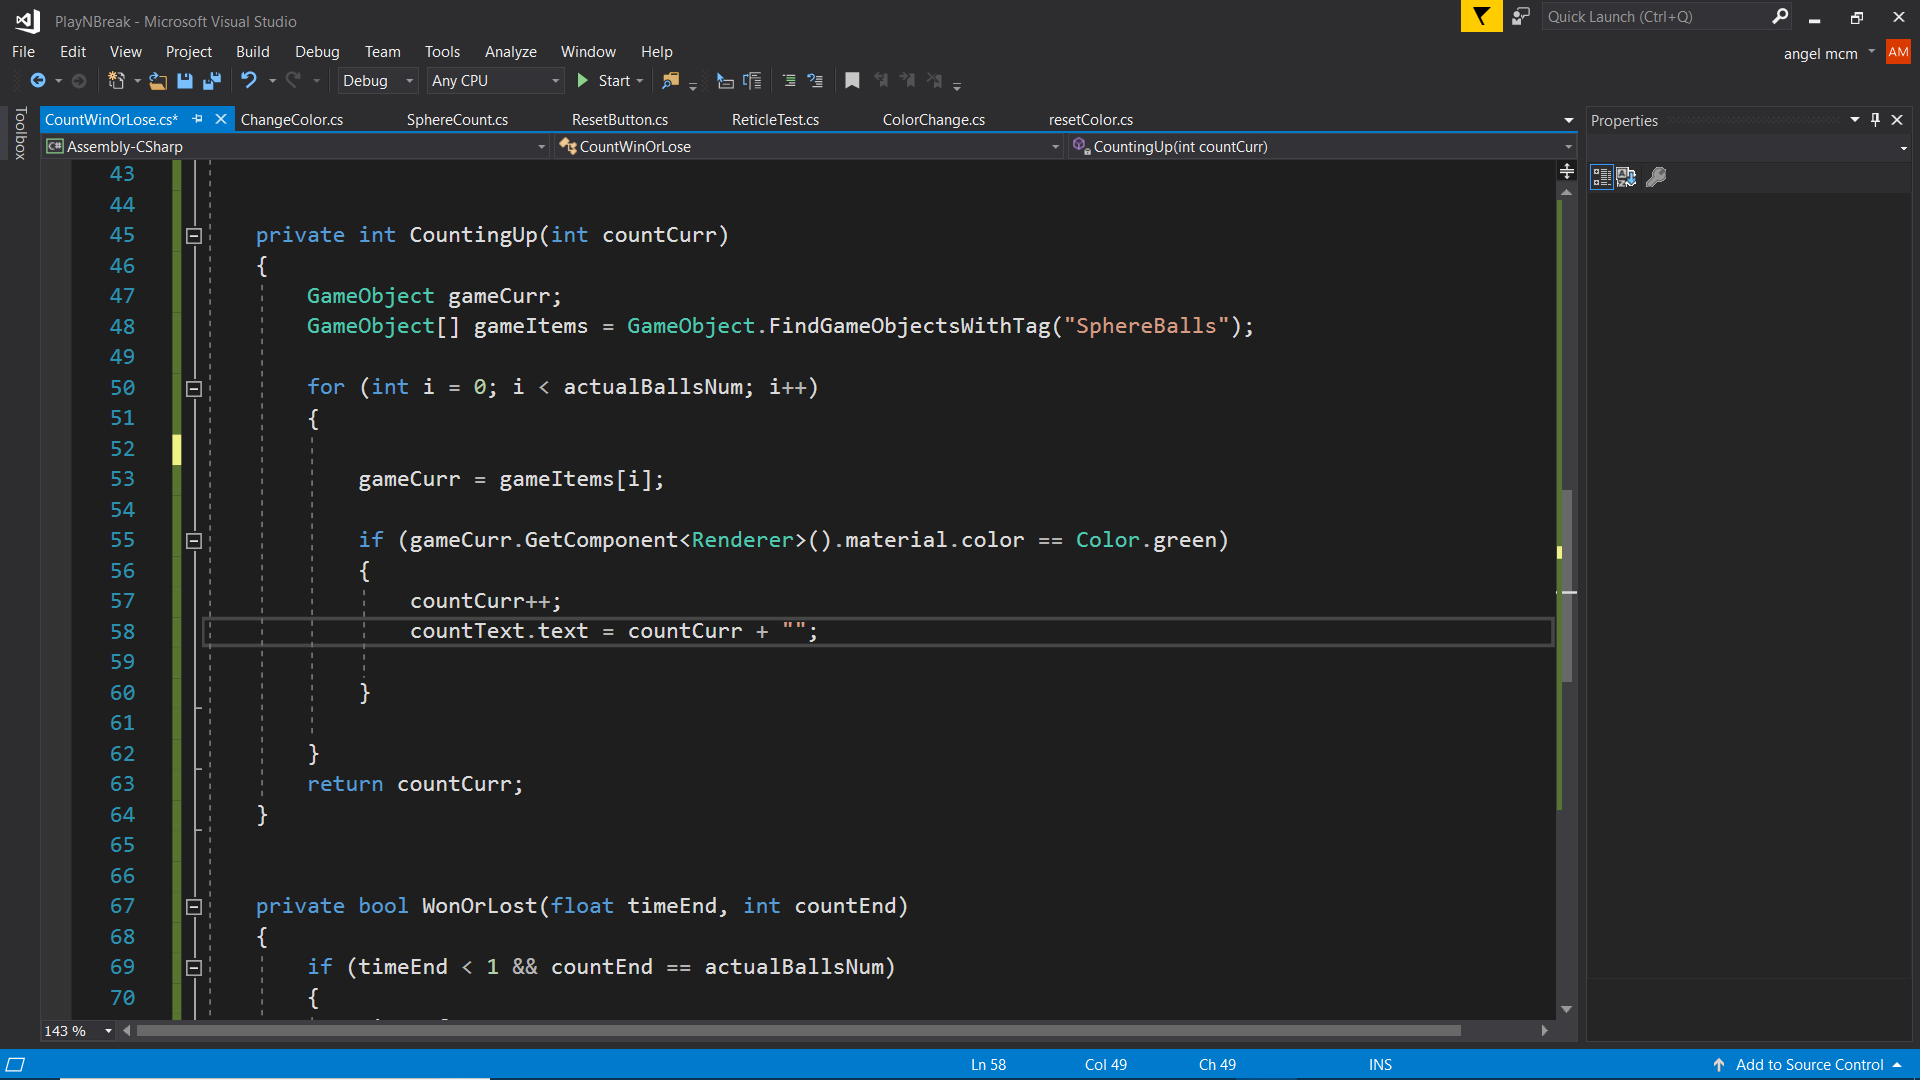 PlayNBreak - Microsoft Visual Studio
Quick Launch (Ctrl+Q)
File Edit View Project Build Debug Team Tools Analyze Window Help
angel mcm AM
Debug Any CPU Start
Toolbox
CountWinOrLose.cs* ChangeColor.cs SphereCount.cs ResetButton.cs ReticleTest.cs ColorChange.cs resetColor.cs
Properties
C# Assembly-CSharp CountWinOrLose CountingUp(int countCurr)
43
44
45 private int CountingUp(int countCurr)
46 {
47 GameObject gameCurr;
48 GameObject[] gameItems = GameObject.FindGameObjectsWithTag("SphereBalls");
49
50 for (int i = 0; i < actualBallsNum; i++)
51 {
52
53 gameCurr = gameItems[i];
54
55 if (gameCurr.GetComponent<Renderer>().material.color == Color.green)
56 {
57 countCurr++;
58 countText.text = countCurr + "";
59
60 }
61
62 }
63 return countCurr;
64 }
65
66
67 private bool WonOrLost(float timeEnd, int countEnd)
68 {
69 if (timeEnd < 1 && countEnd == actualBallsNum)
70 {
143 %
Ln 58 Col 49 Ch 49 INS Add to Source Control